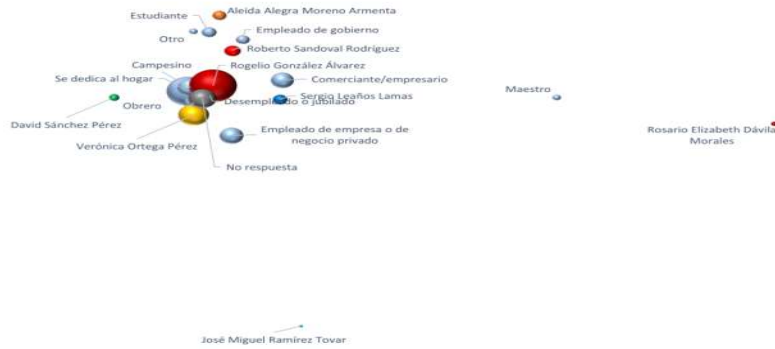 Aleida Alegra Moreno Armenta
Estudiante
Otro
Empleado de gobierno
Roberto Sandoval Rodríguez
Campesino
Rogelio González Álvarez
Se dedica al hogar
Comerciante/empresario
Maestro
Sergio Leaños Lamas
Desempleado o jubilado
Obrero
David Sánchez Pérez
Empleado de empresa o de
negocio privado
Rosario Elizabeth Dávila
Morales
Verónica Ortega Pérez
No respuesta
José Miguel Ramírez Tovar